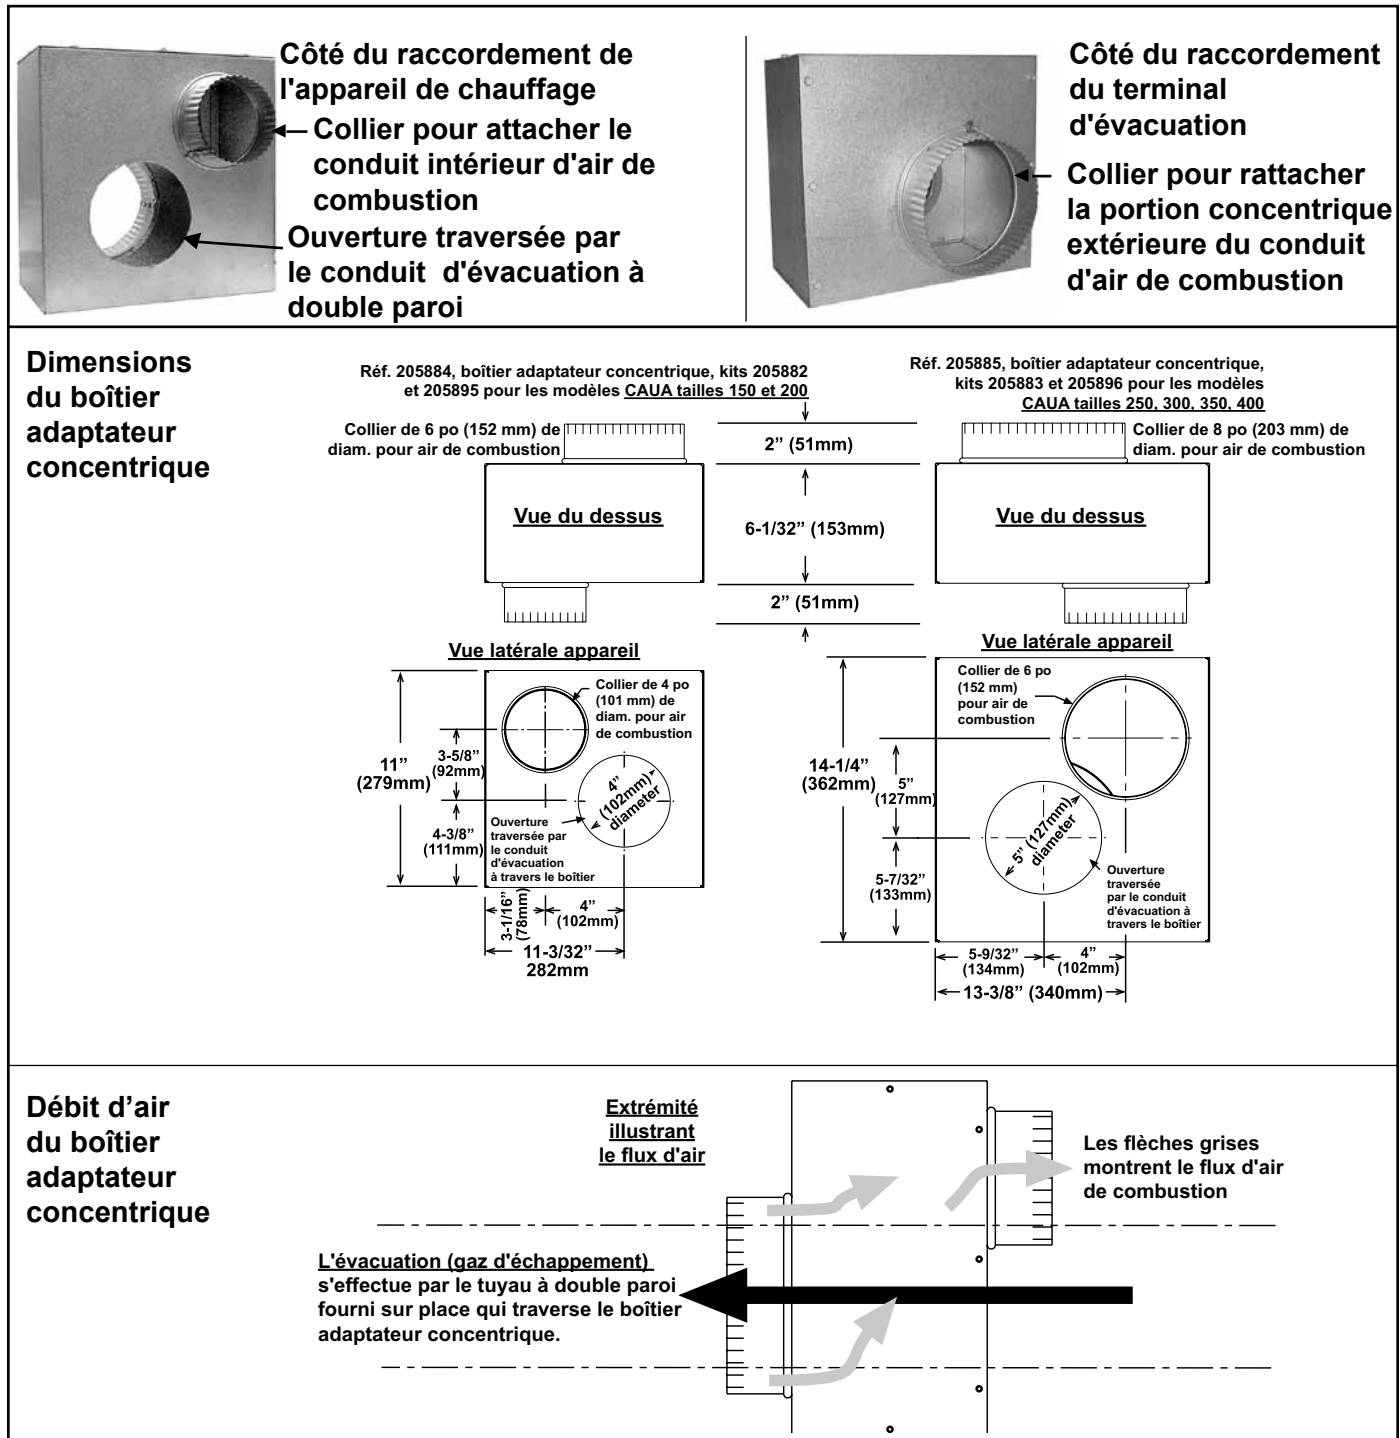 Côté du raccordement de
l'appareil de chauffage
Collier pour attacher le
conduit intérieur d'air de
combustion
Ouverture traversée par
le conduit d'évacuation à
double paroi
Côté du raccordement
du terminal
d'évacuation
Collier pour rattacher
la portion concentrique
extérieure du conduit
d'air de combustion
Dimensions
du boîtier
adaptateur
concentrique
Réf. 205884, boîtier adaptateur concentrique, kits 205882
et 205895 pour les modèles CAUA tailles 150 et 200
Réf. 205885, boîtier adaptateur concentrique,
kits 205883 et 205896 pour les modèles
CAUA tailles 250, 300, 350, 400
Collier de 6 po (152 mm) de
diam. pour air de combustion
2” (51mm)
Collier de 8 po (203 mm) de
diam. pour air de combustion
Vue du dessus
6-1/32” (153mm)
Vue du dessus
2” (51mm)
Vue latérale appareil
Collier de 4 po
(101 mm) de
diam. pour air
de combustion
11”
(279mm)
3-5/8”
(92mm)
4”
(102mm)
diameter
4-3/8”
(111mm)
Ouverture
traversée par
le conduit
d'évacuation
à travers le boîtier
3-1/16”
(78mm)
4”
(102mm)
11-3/32”
282mm
Vue latérale appareil
Collier de 6 po
(152 mm)
pour air de
combustion
14-1/4”
(362mm)
5”
(127mm)
5” (127mm)
diameter
5-7/32”
(133mm)
Ouverture
traversée
par le conduit
d'évacuation à
travers le boîtier
5-9/32”
(134mm)
4”
(102mm)
13-3/8” (340mm)
Débit d’air
du boîtier
adaptateur
concentrique
Extrémité
illustrant
le flux d'air
Les flèches grises
montrent le flux d'air
de combustion
L'évacuation (gaz d'échappement)
s'effectue par le tuyau à double paroi
fourni sur place qui traverse le boîtier
adaptateur concentrique.